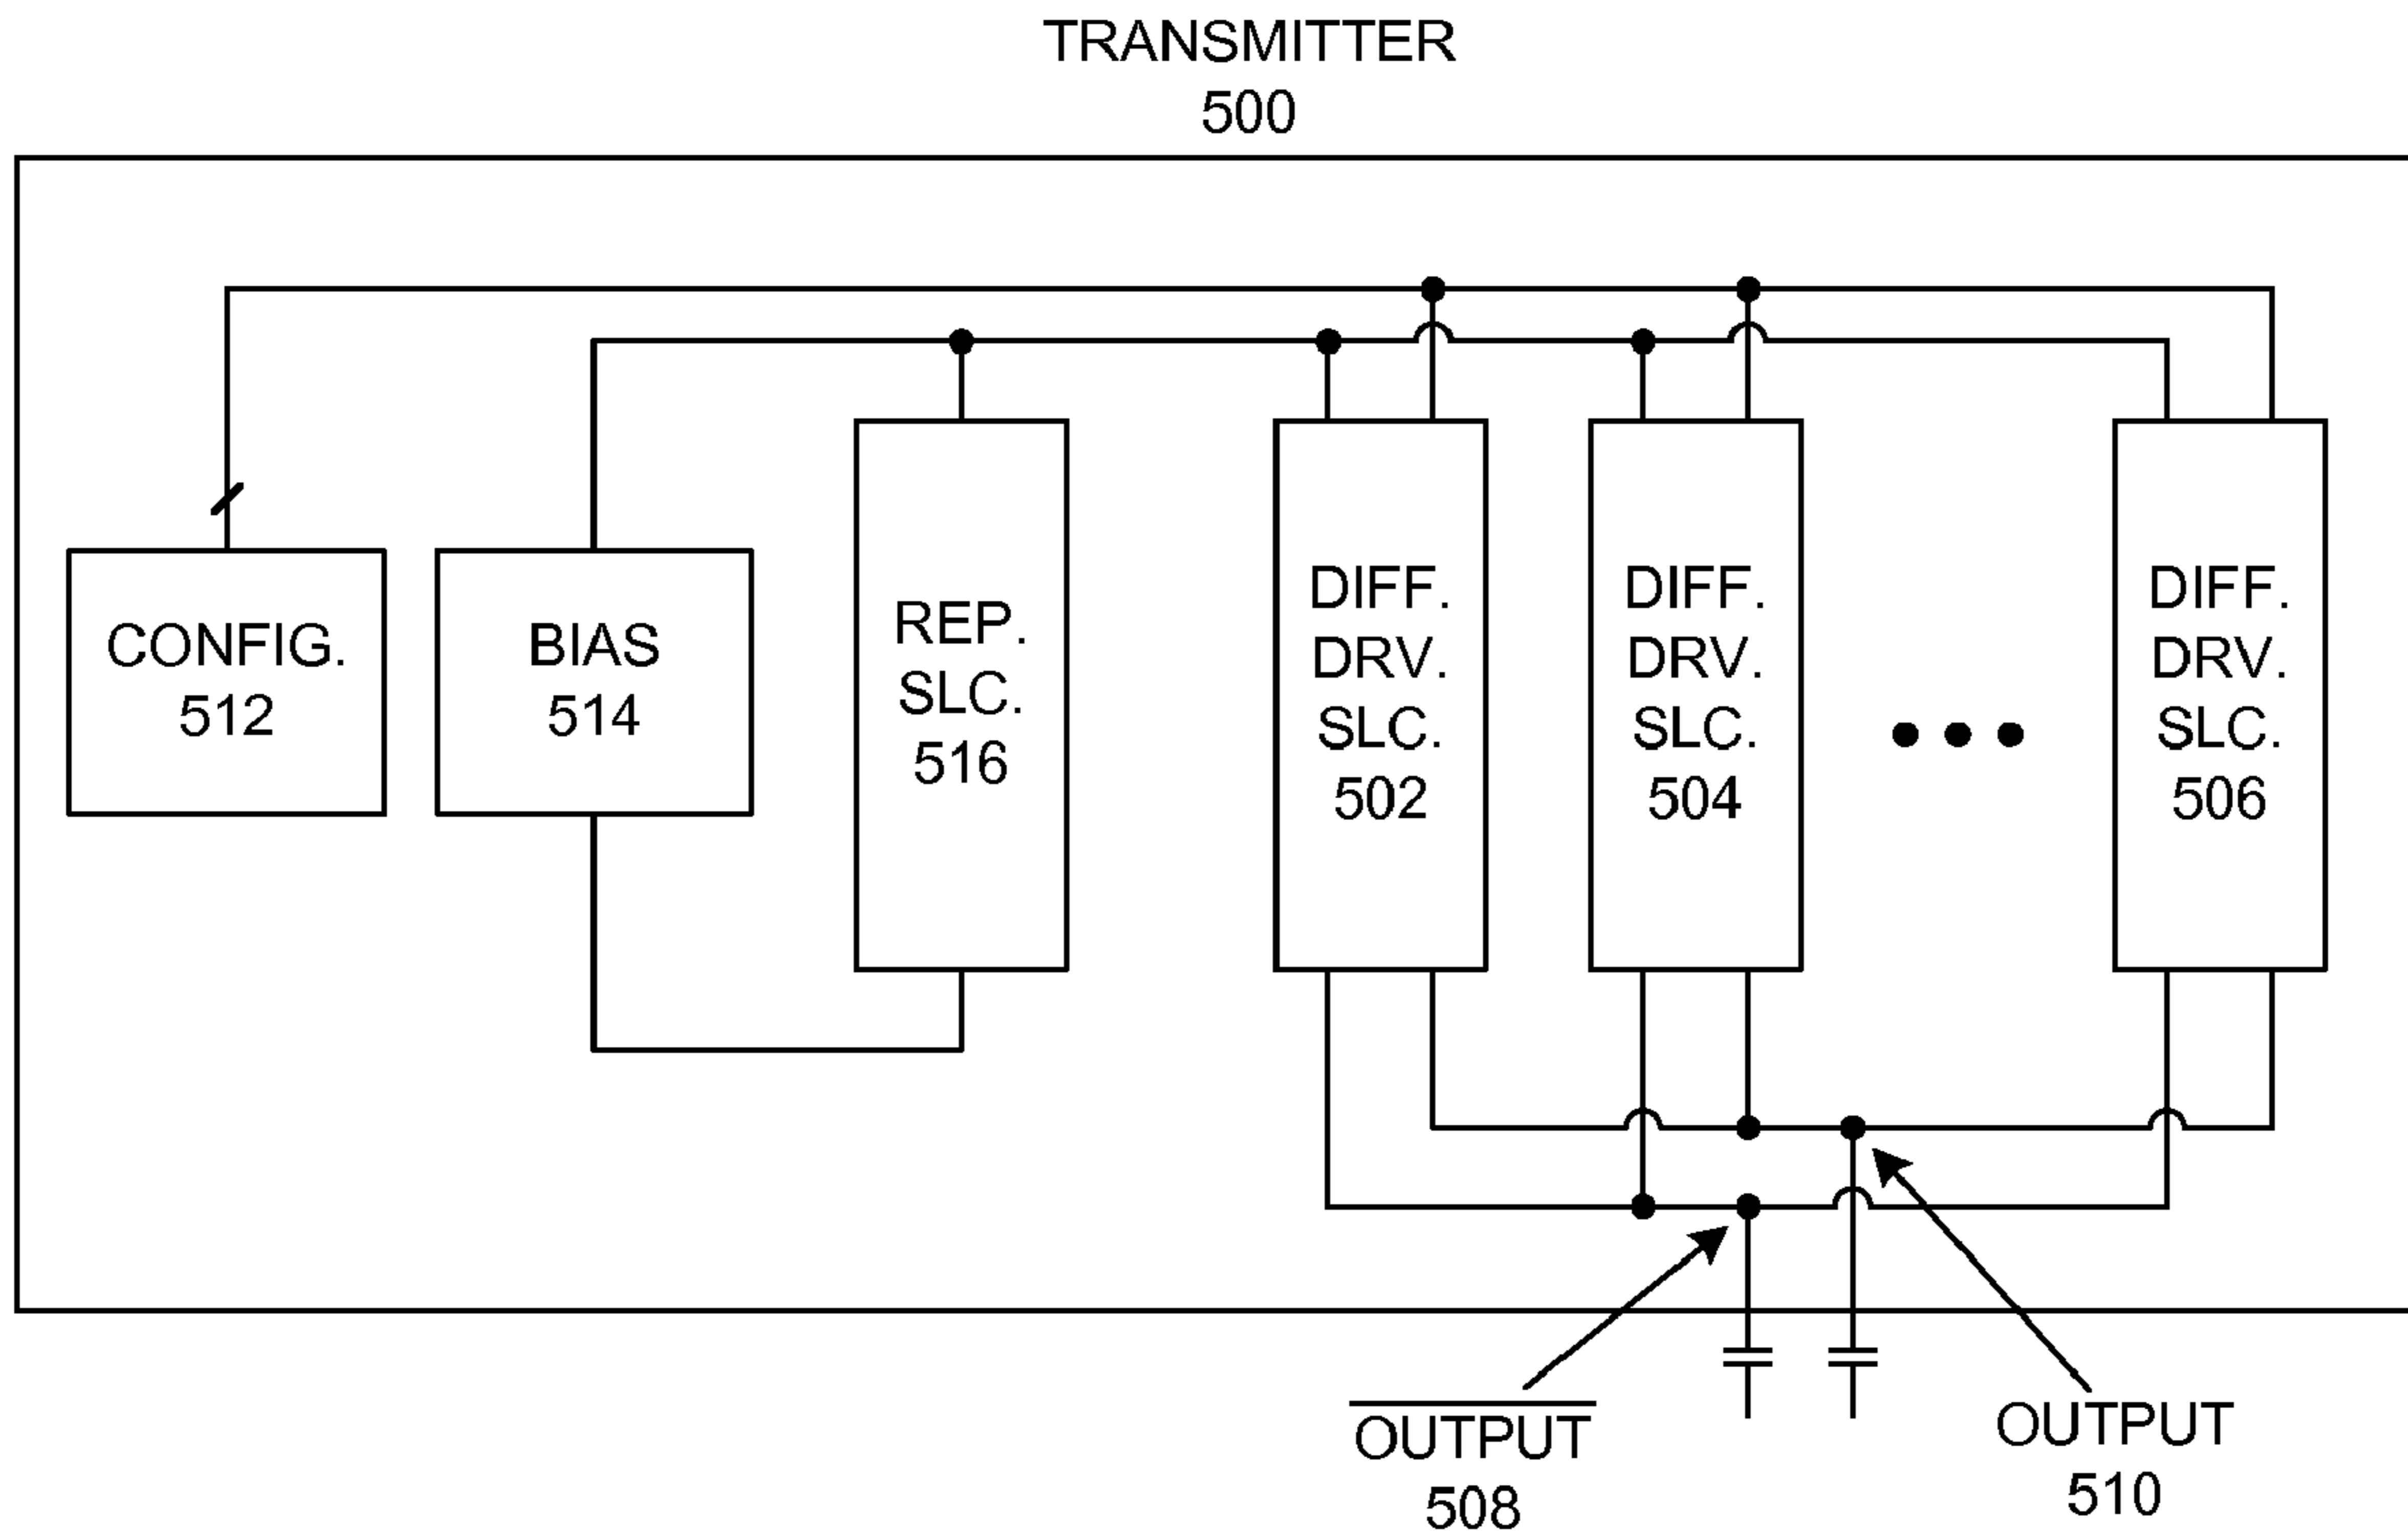 TRANSMITTER
500
CONFIG.
512
BIAS
514
REP.
SLC.
516
DIFF.
DRV.
SLC.
502
DIFF.
DRV.
SLC.
504
DIFF.
DRV.
SLC.
506
OUTPUT
508
OUTPUT
510